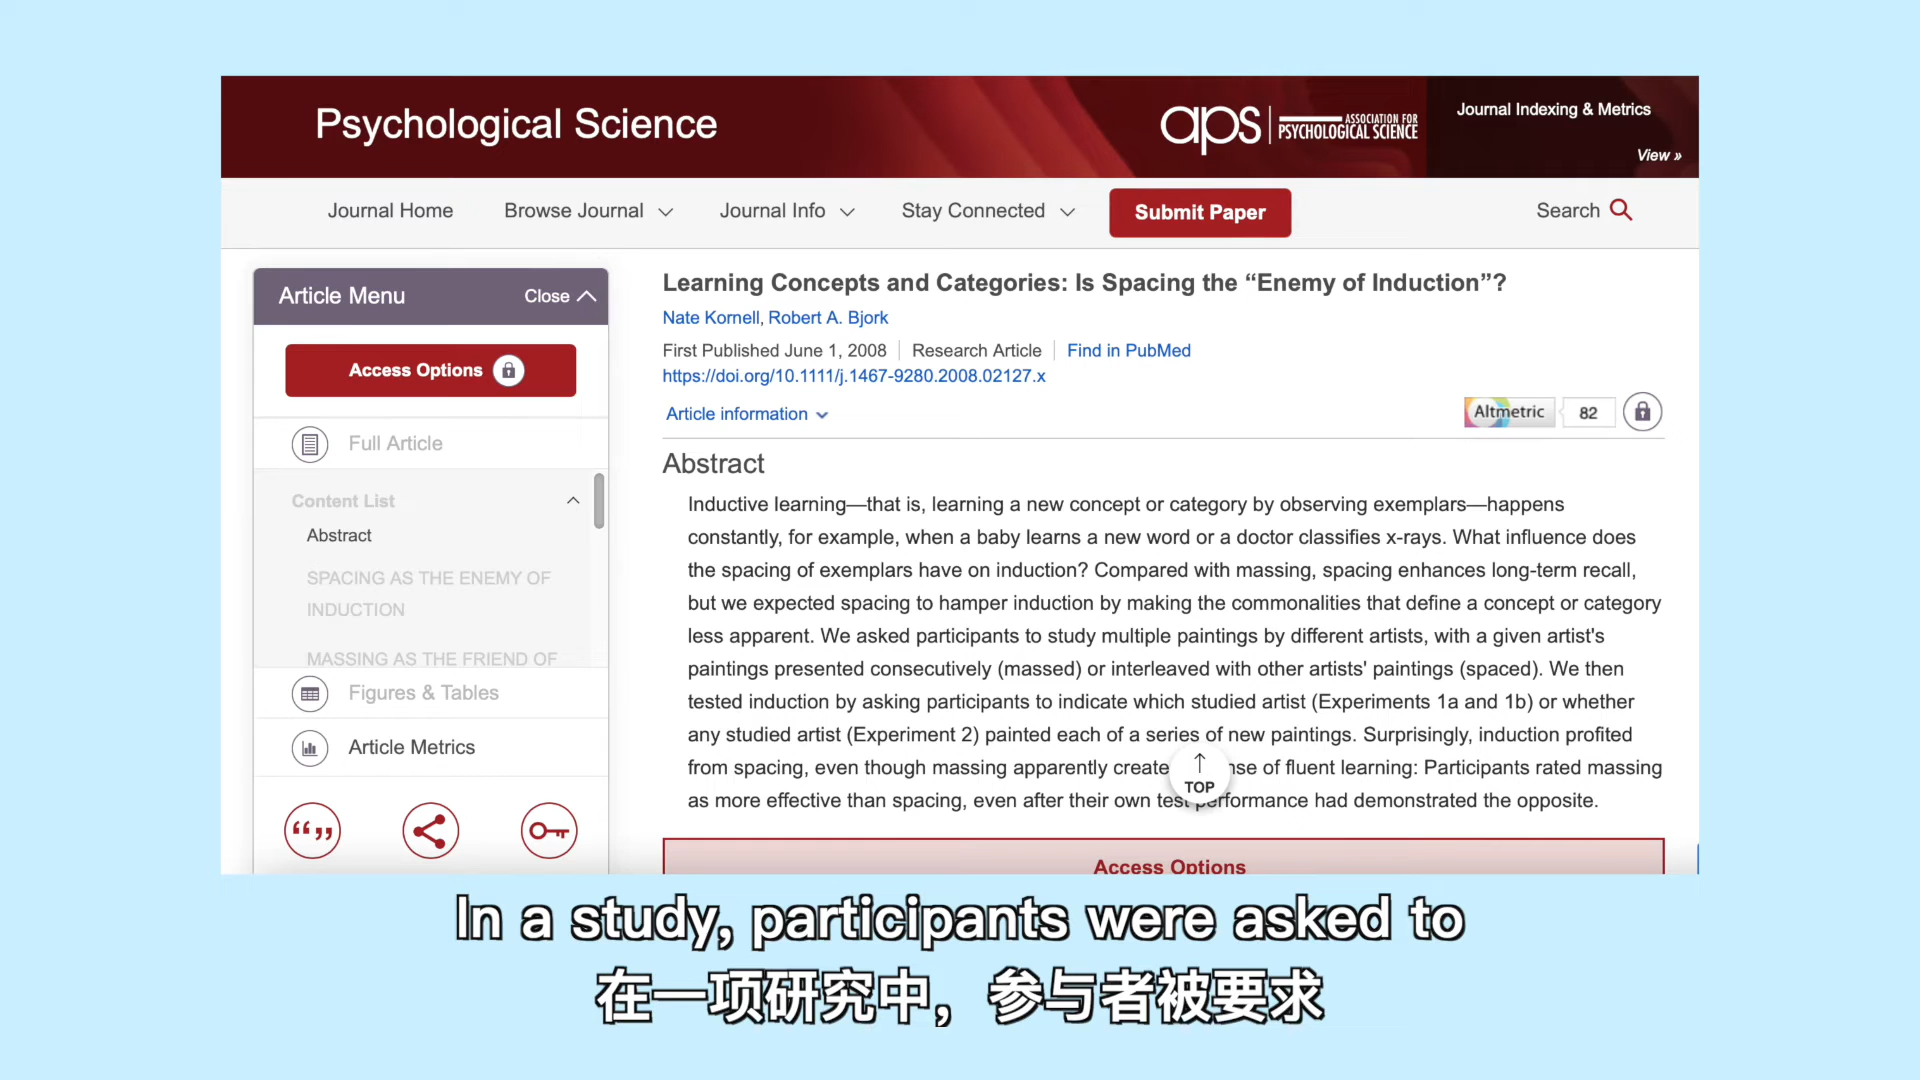 Psychological Science
aps
ASSOCIATION FOR
PSYCHOLOGICAL SCIENCE
Journal Indexing & Metrics
View »
Journal Home
Browse Journal
Journal Info
Stay Connected
Submit Paper
Search
Article Menu
Close
Access Options
Full Article
Content List
Abstract
SPACING AS THE ENEMY OF
INDUCTION
MASSING AS THE FRIEND OF
Figures & Tables
Article Metrics
Learning Concepts and Categories: Is Spacing the “Enemy of Induction”?
Nate Kornell, Robert A. Bjork
First Published June 1, 2008 | Research Article | Find in PubMed
https://doi.org/10.1111/j.1467-9280.2008.02127.x
Article information
Altmetric 82
Abstract
Inductive learning—that is, learning a new concept or category by observing exemplars—happens
constantly, for example, when a baby learns a new word or a doctor classifies x-rays. What influence does
the spacing of exemplars have on induction? Compared with massing, spacing enhances long-term recall,
but we expected spacing to hamper induction by making the commonalities that define a concept or category
less apparent. We asked participants to study multiple paintings by different artists, with a given artist's
paintings presented consecutively (massed) or interleaved with other artists' paintings (spaced). We then
tested induction by asking participants to indicate which studied artist (Experiments 1a and 1b) or whether
any studied artist (Experiment 2) painted each of a series of new paintings. Surprisingly, induction profited
from spacing, even though massing apparently create nse of fluent learning: Participants rated massing
as more effective than spacing, even after their own test performance had demonstrated the opposite.
TOP
Access Options
In a study, participants were asked to
在一项研究中，参与者被要求